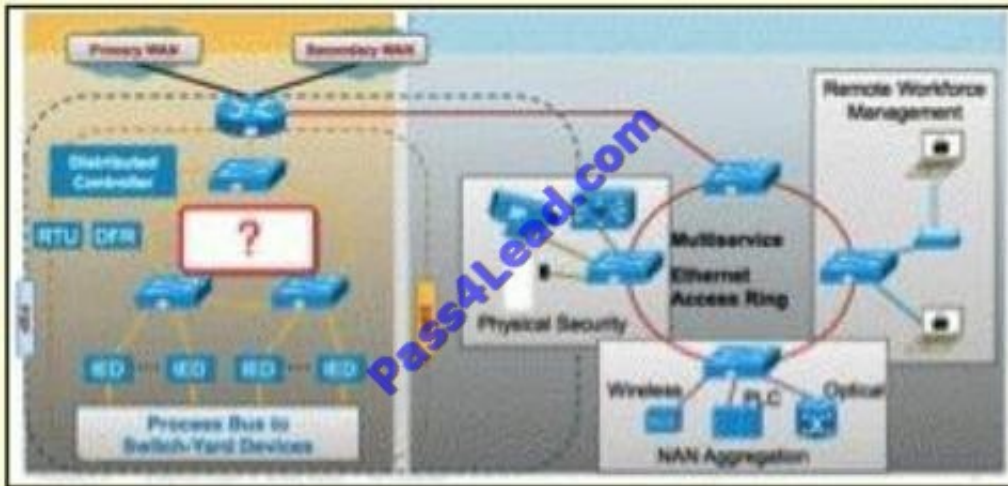 Primary WAN
Secondary WAN
Remote Workforce
Management
Distributed
Controller
RTU
DFR
?
Multiservice
Ethernet
Access Ring
Physical Security
IED
IED
IED
IED
Process Bus to
Switch-Yard Devices
Wireless
PLC
Optical
NAN Aggregation
Pass4Lead.com